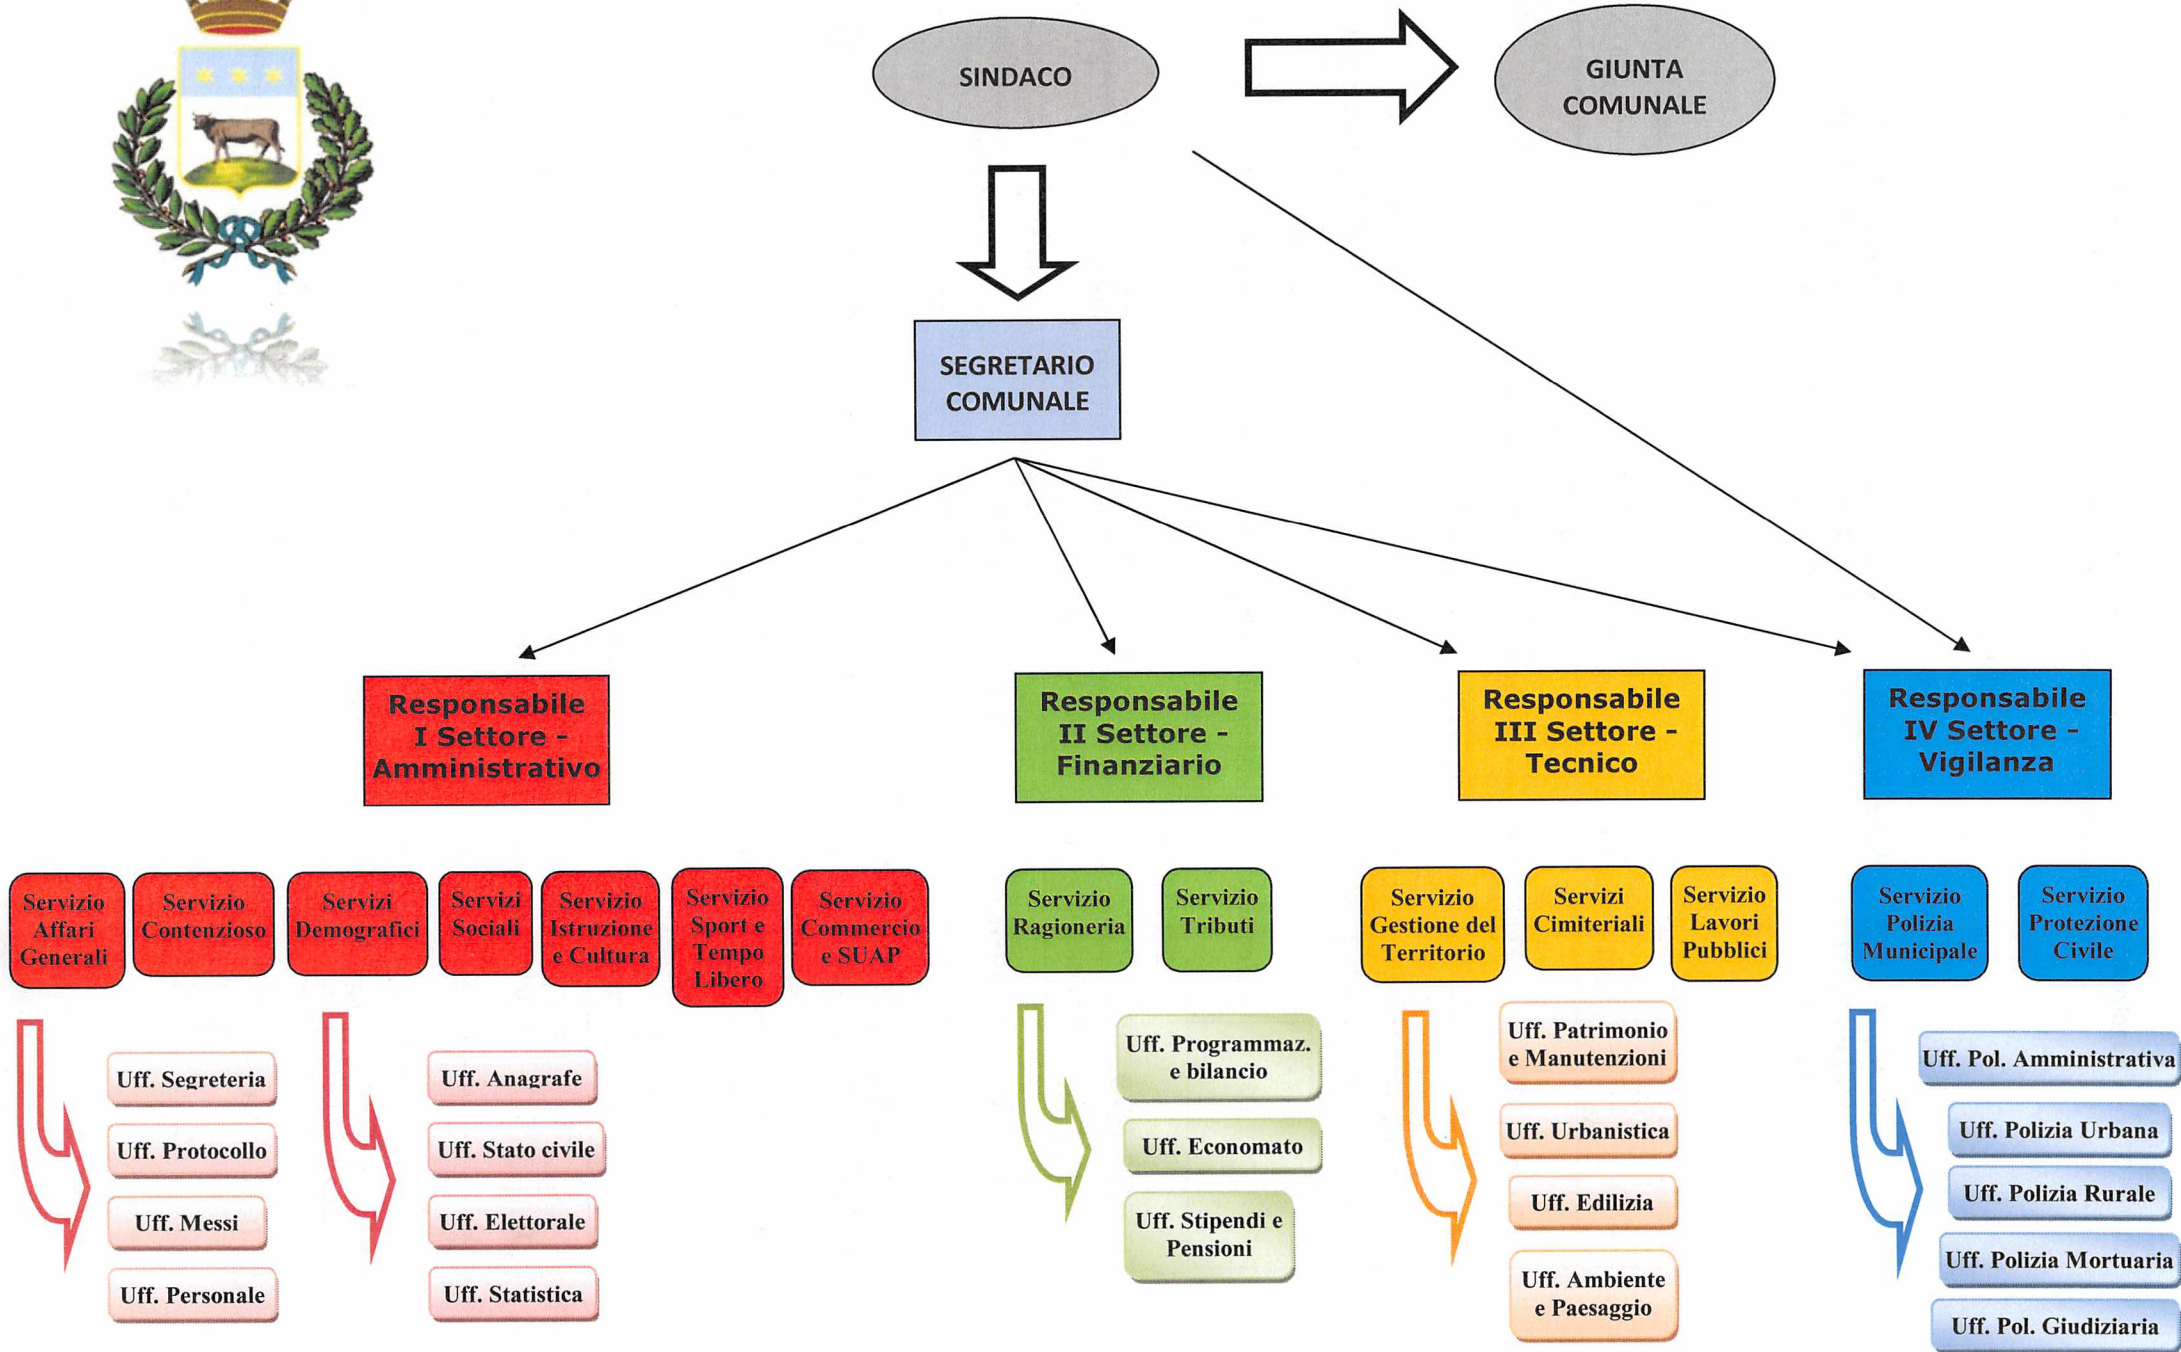 SINDACO
GIUNTA
COMUNALE
SEGRETARIO
COMUNALE
Responsabile
I Settore -
Amministrativo
Responsabile
II Settore -
Finanziario
Responsabile
III Settore -
Tecnico
Responsabile
IV Settore -
Vigilanza
Servizio
Affari
Generali
Servizio
Contenzioso
Servizi
Demografici
Servizi
Sociali
Servizio
Istruzione
e Cultura
Servizio
Sport e
Tempo
Libero
Servizio
Commercio
e SUAP
Servizio
Ragioneria
Servizio
Tributi
Servizio
Gestione del
Territorio
Servizi
Cimiteriali
Servizio
Lavori
Pubblici
Servizio
Polizia
Municipale
Servizio
Protezione
Civile
Uff. Segreteria
Uff. Protocollo
Uff. Messi
Uff. Personale
Uff. Anagrafe
Uff. Stato civile
Uff. Elettorale
Uff. Statistica
Uff. Programmaz.
e bilancio
Uff. Economato
Uff. Stipendi e
Pensioni
Uff. Patrimonio
e Manutenzioni
Uff. Urbanistica
Uff. Edilizia
Uff. Ambiente
e Paesaggio
Uff. Pol. Amministrativa
Uff. Polizia Urbana
Uff. Polizia Rurale
Uff. Polizia Mortuaria
Uff. Pol. Giudiziaria